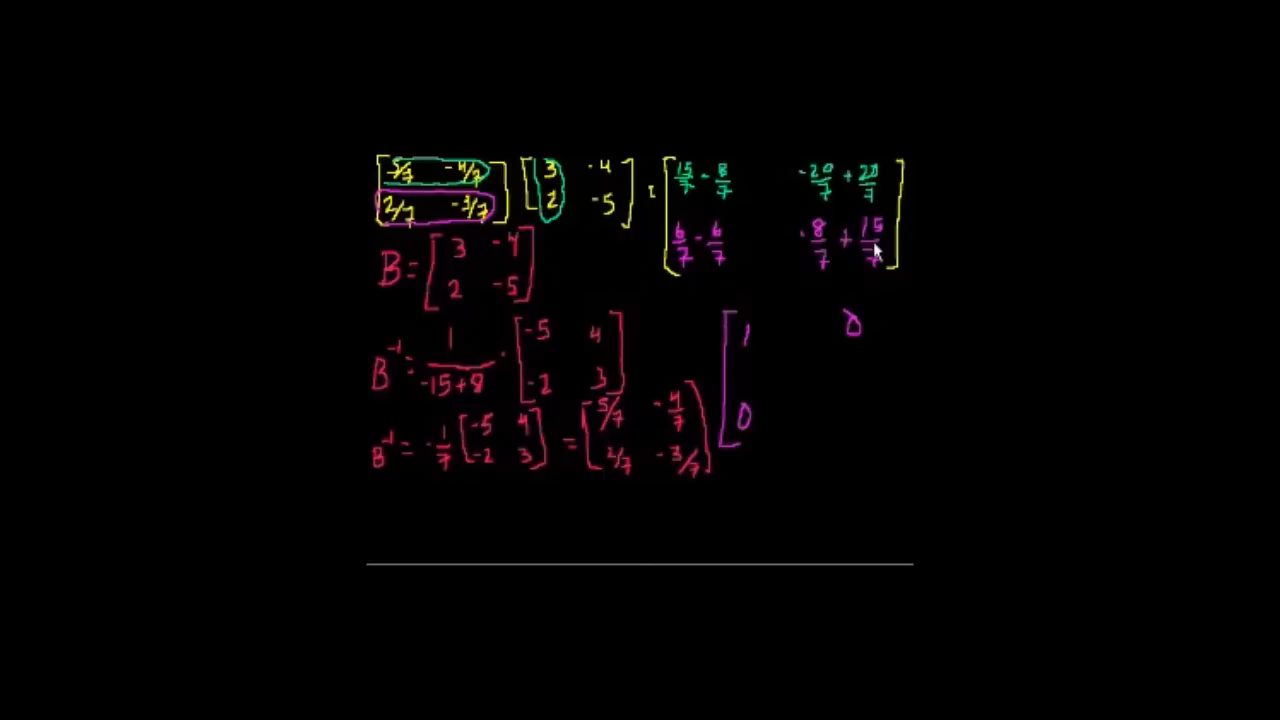 [5/7 -4/7] [3 -4] = [15/7 - 8/7 -20/7 + 20/7]
[2/7 -3/7] [2 -5] [6/7 - 6/7 -8/7 + 15/7]
B = [3 -4]
[2 -5]
B⁻¹ = 1/(-15+8) · [-5 4] [1 0]
[-2 3] [0
B⁻¹ = -1/7 [-5 4] = [5/7 -4/7]
[-2 3] [2/7 -3/7]